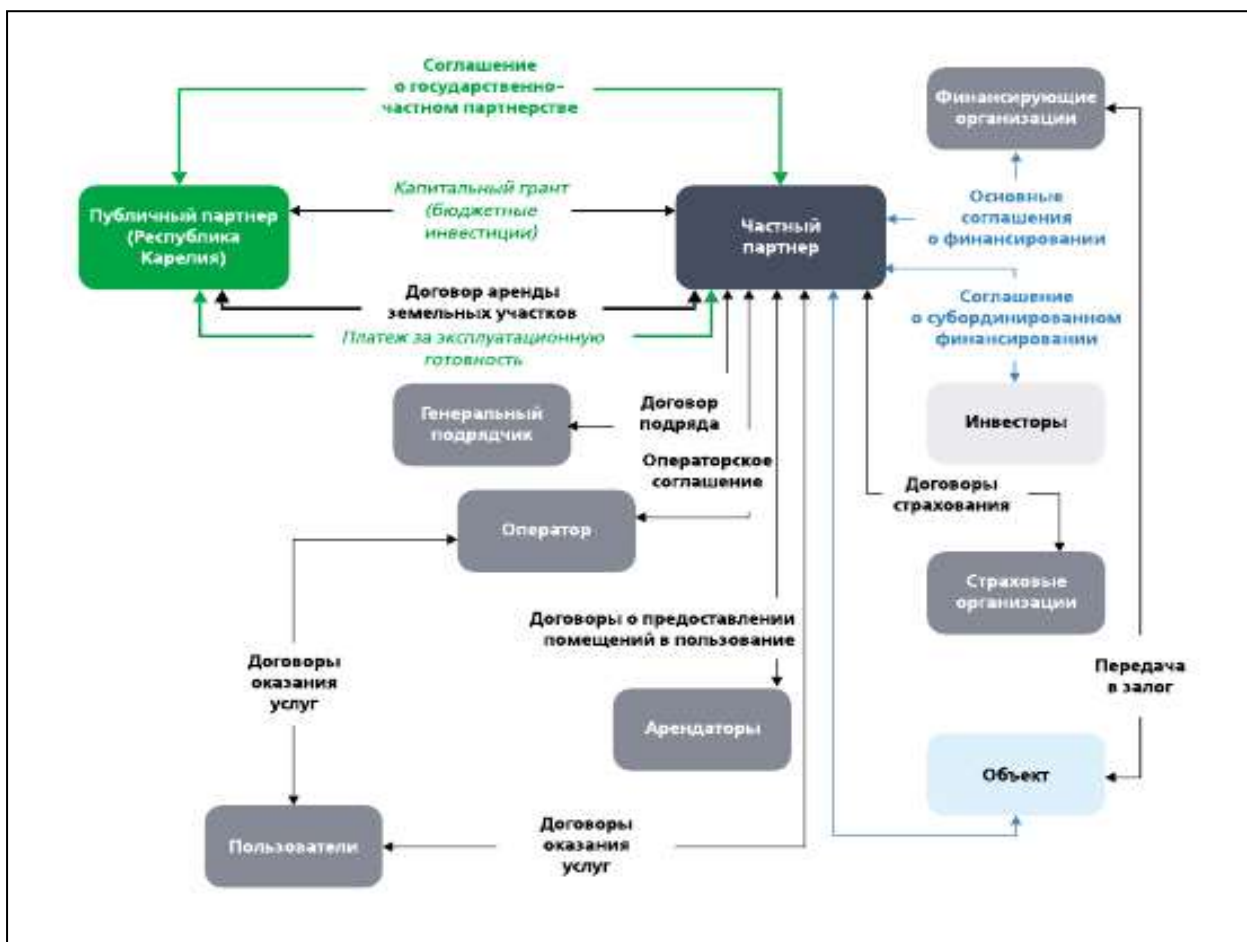 Соглашение
о государственно-
частном партнерстве
Финансирующие
организации
Публичный партнер
(Республика
Карелия)
Капитальный грант
(бюджетные
инвестиции)
Частный
партнер
Основные
соглашения
о финансировании
Договор аренды
земельных участков
Платеж за эксплуатационную
готовность
Соглашение
о субординированном
финансировании
Генеральный
подрядчик
Договор
подряда
Инвесторы
Операторское
соглашение
Договоры
страхования
Оператор
Страховые
организации
Договоры о предоставлении
помещений в пользование
Договоры
оказания
услуг
Передача
в залог
Арендаторы
Объект
Пользователи
Договоры
оказания
услуг